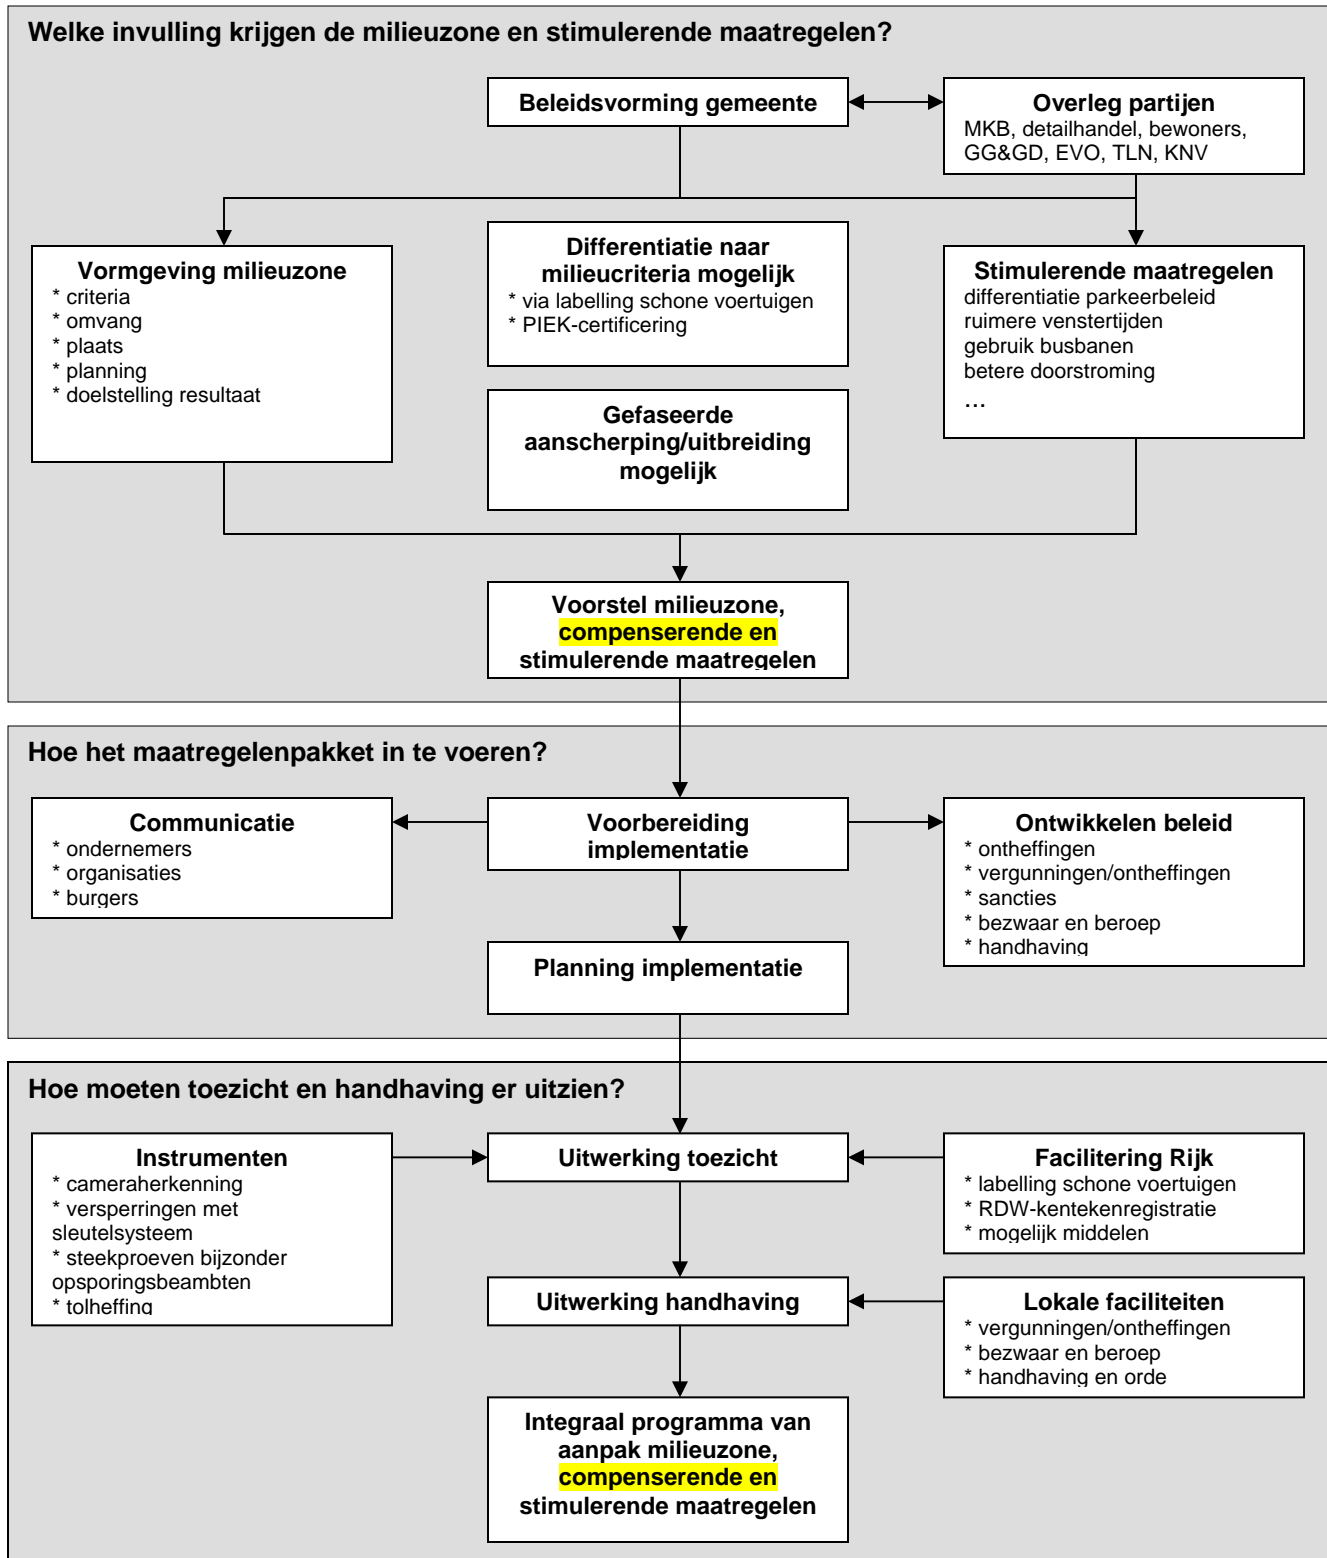 Welke invulling krijgen de milieuzone en stimulerende maatregelen?
Beleidsvorming gemeente
Overleg partijen
MKB, detailhandel, bewoners,
GG&GD, EVO, TLN, KNV
Vormgeving milieuzone
* criteria
* omvang
* plaats
* planning
* doelstelling resultaat
Differentiatie naar
milieucriteria mogelijk
* via labelling schone voertuigen
* PIEK-certificering
Stimulerende maatregelen
differentiatie parkeerbeleid
ruimere venstertijden
gebruik busbanen
betere doorstroming
…
Gefaseerde
aanscherping/uitbreiding
mogelijk
Voorstel milieuzone,
compenserende en
stimulerende maatregelen
Hoe het maatregelenpakket in te voeren?
Communicatie
* ondernemers
* organisaties
* burgers
Voorbereiding
implementatie
Ontwikkelen beleid
* ontheffingen
* vergunningen/ontheffingen
* sancties
* bezwaar en beroep
* handhaving
Planning implementatie
Hoe moeten toezicht en handhaving er uitzien?
Instrumenten
* cameraherkenning
* versperringen met
sleutelsysteem
* steekproeven bijzonder
opsporingsbeambten
* tolheffing
Uitwerking toezicht
Facilitering Rijk
* labelling schone voertuigen
* RDW-kentekenregistratie
* mogelijk middelen
Uitwerking handhaving
Lokale faciliteiten
* vergunningen/ontheffingen
* bezwaar en beroep
* handhaving en orde
Integraal programma van
aanpak milieuzone,
compenserende en
stimulerende maatregelen